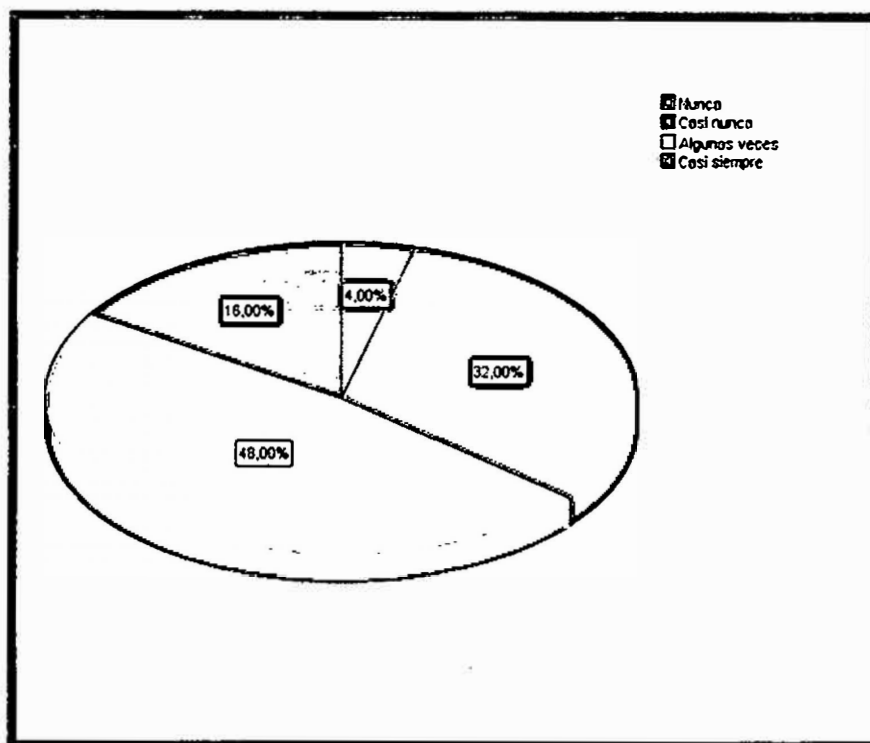 Nunca
Casi nunca
Algunas veces
Casi siempre
16,00%
4,00%
32,00%
48,00%